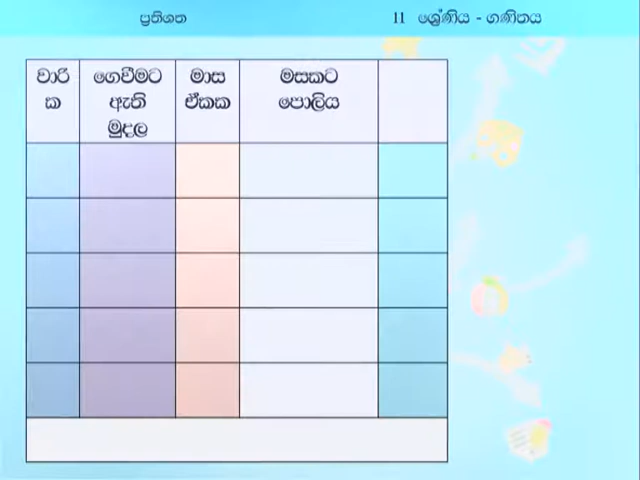 ප්‍රතිශත
11 ශ්‍රේණිය - ගණිතය
වාරි
ක
ගෙවීමට
ඇති
මුදල
මාස
ඒකක
මසකට
පොලිය